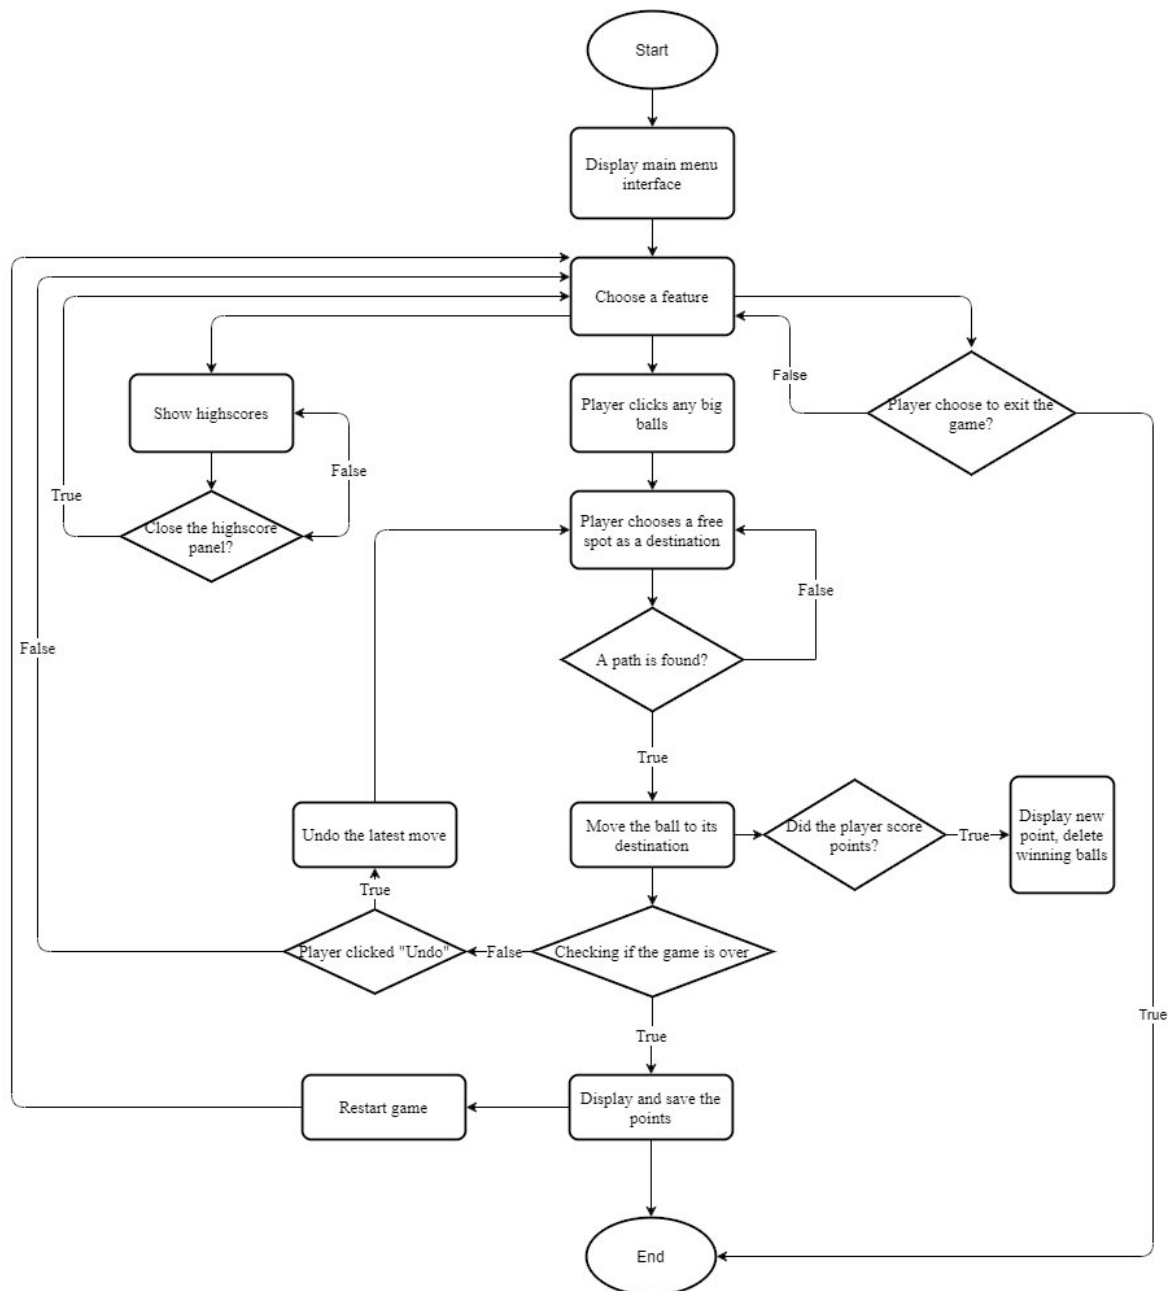 Start
Display main menu
interface
Choose a feature
False
Show highscores
Player clicks any big
balls
Player choose to exit the
game?
False
True
Close the highscore
panel?
Player chooses a free
spot as a destination
False
False
A path is found?
True
Undo the latest move
Move the ball to its
destination
Did the player score
points?
True
Display new
point, delete
winning balls
True
Player clicked "Undo"
False
Checking if the game is over
True
True
Restart game
Display and save the
points
End